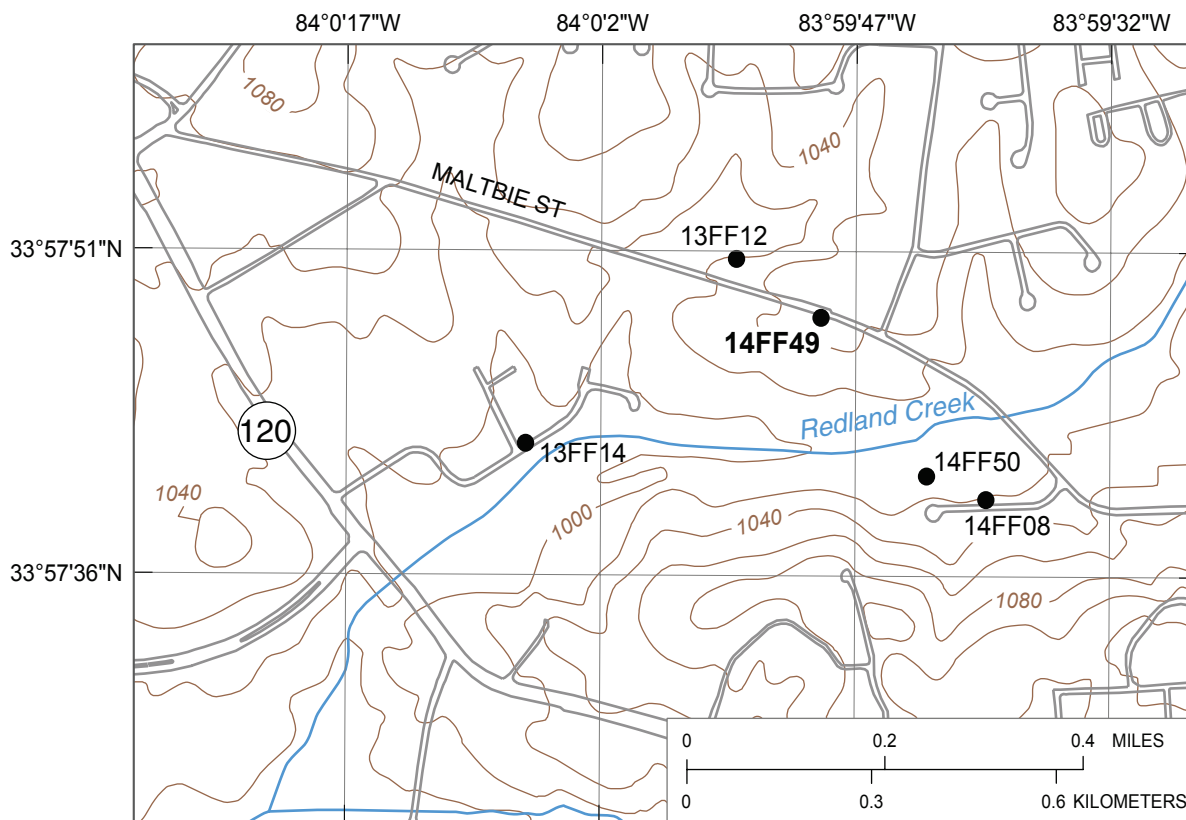 84°0'17"W
84°0'2"W
83°59'47"W
83°59'32"W
1080
1040
MALTBIE ST
33°57'51"N
13FF12
14FF49
Redland Creek
120
13FF14
14FF50
1040
1000
1040
14FF08
33°57'36"N
1080
0 0.2 0.4 MILES
0 0.3 0.6 KILOMETERS